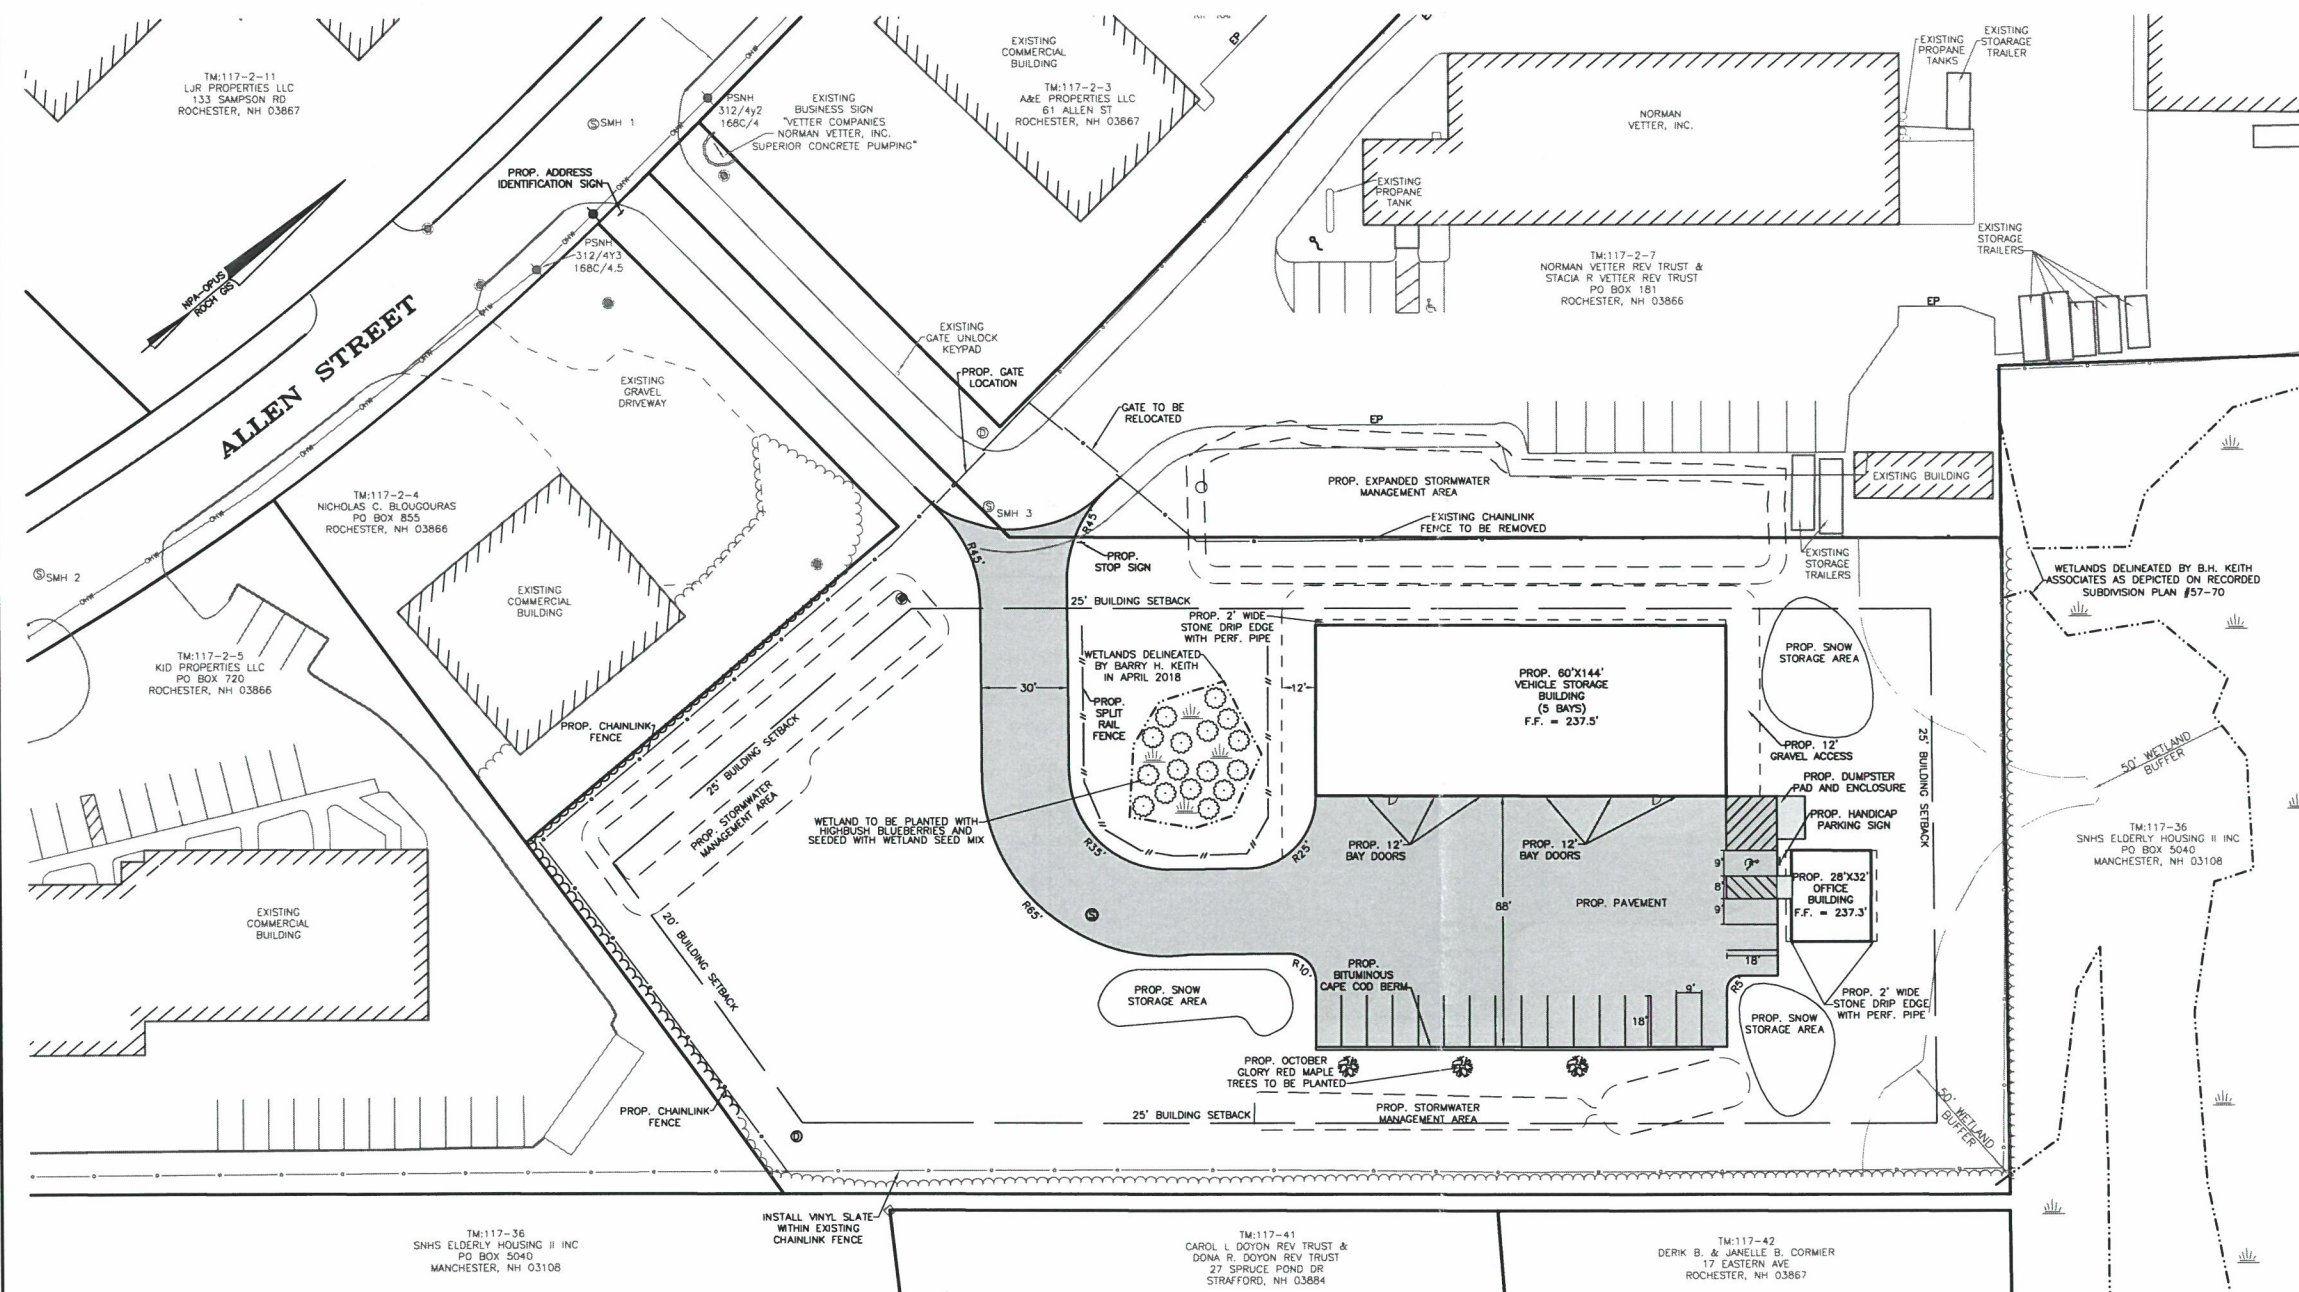 TM:117-2-11
LJR PROPERTIES LLC
133 SAMPSON RD
ROCHESTER, NH 03867
SMH 1
PSNH
312/4y2
168C/4
EXISTING
BUSINESS SIGN
"VETTER COMPANIES
NORMAN VETTER, INC.
SUPERIOR CONCRETE PUMPING"
EXISTING
COMMERCIAL
BUILDING
TM:117-2-3
A&E PROPERTIES LLC
61 ALLEN ST
ROCHESTER, NH 03867
EP
NORMAN
VETTER, INC.
EXISTING
PROPANE
TANKS
EXISTING
STOARAGE
TRAILER
PROP. ADDRESS
IDENTIFICATION SIGN
EXISTING
PROPANE
TANK
PSNH
312/4Y3
168C/4.5
NPA-OPUS
ROCH GIS
TM:117-2-7
NORMAN VETTER REV TRUST &
STACIA R VETTER REV TRUST
PO BOX 181
ROCHESTER, NH 03866
EXISTING
STORAGE
TRAILERS
EP
ALLEN STREET
OHW
OHW
OHW
OHW
OHW
OHW
OHW
OHW
OHW
OHW
OHW
EXISTING
GATE UNLOCK
KEYPAD
EXISTING
GRAVEL
DRIVEWAY
PROP. GATE
LOCATION
GATE TO BE
RELOCATED
EP
D
TM:117-2-4
NICHOLAS C. BLOUGOURAS
PO BOX 855
ROCHESTER, NH 03866
PROP. EXPANDED STORMWATER
MANAGEMENT AREA
EXISTING BUILDING
SMH 3
EXISTING CHAINLINK
FENCE TO BE REMOVED
R45'
R45'
PROP.
STOP SIGN
EXISTING
STORAGE
TRAILERS
WETLANDS DELINEATED BY B.H. KEITH
ASSOCIATES AS DEPICTED ON RECORDED
SUBDIVISION PLAN #57-70
SMH 2
EXISTING
COMMERCIAL
BUILDING
25' BUILDING SETBACK
PROP. 2' WIDE
STONE DRIP EDGE
WITH PERF. PIPE
TM:117-2-5
KID PROPERTIES LLC
PO BOX 720
ROCHESTER, NH 03866
WETLANDS DELINEATED
BY BARRY H. KEITH
IN APRIL 2018
30'
12'
PROP.
SPLIT
RAIL
FENCE
PROP. 60'X144'
VEHICLE STORAGE
BUILDING
(5 BAYS)
F.F. = 237.5'
PROP. SNOW
STORAGE AREA
PROP. CHAINLINK
FENCE
25' BUILDING SETBACK
PROP. STORMWATER
MANAGEMENT AREA
PROP. 12'
GRAVEL ACCESS
25' BUILDING SETBACK
50' WETLAND
BUFFER
PROP. DUMPSTER
PAD AND ENCLOSURE
PROP. HANDICAP
PARKING SIGN
WETLAND TO BE PLANTED WITH
HIGHBUSH BLUEBERRIES AND
SEEDED WITH WETLAND SEED MIX
R35'
R25'
PROP. 12'
BAY DOORS
PROP. 12'
BAY DOORS
TM:117-36
SNHS ELDERLY HOUSING II INC
PO BOX 5040
MANCHESTER, NH 03108
9'
8'
9'
PROP. 28'X32'
OFFICE
BUILDING
F.F. = 237.3'
88'
PROP. PAVEMENT
R65'
S
EXISTING
COMMERCIAL
BUILDING
20' BUILDING SETBACK
R10'
PROP.
BITUMINOUS
CAPE COD BERM
18'
R5'
PROP. SNOW
STORAGE AREA
9'
18'
PROP. 2' WIDE
STONE DRIP EDGE
WITH PERF. PIPE
PROP. SNOW
STORAGE AREA
PROP. OCTOBER
GLORY RED MAPLE
TREES TO BE PLANTED
PROP. CHAINLINK
FENCE
25' BUILDING SETBACK
PROP. STORMWATER
MANAGEMENT AREA
50' WETLAND
BUFFER
D
INSTALL VINYL SLATE
WITHIN EXISTING
CHAINLINK FENCE
TM:117-36
SNHS ELDERLY HOUSING II INC
PO BOX 5040
MANCHESTER, NH 03108
TM:117-41
CAROL L DOYON REV TRUST &
DONA R. DOYON REV TRUST
27 SPRUCE POND DR
STRAFFORD, NH 03884
TM:117-42
DERIK B. & JANELLE B. CORMIER
17 EASTERN AVE
ROCHESTER, NH 03867